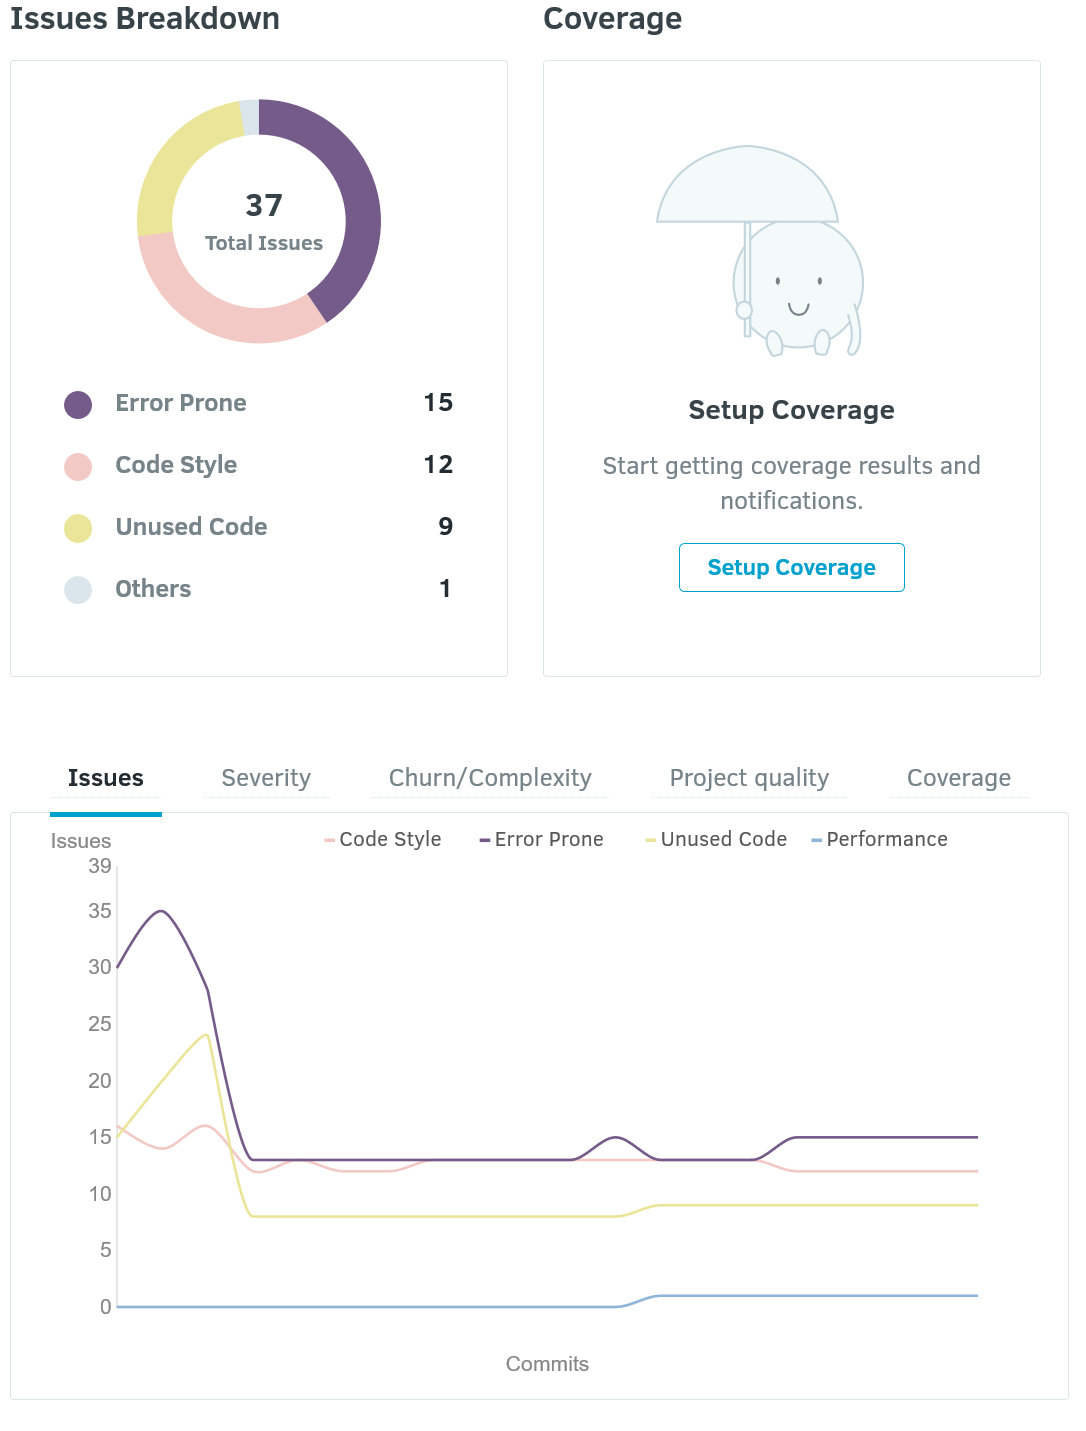 Issues Breakdown
Coverage
37
Total Issues
Error Prone 15
Code Style 12
Unused Code 9
Others 1
Setup Coverage
Start getting coverage results and
notifications.
Setup Coverage
Issues Severity Churn/Complexity Project quality Coverage
Issues
Code Style Error Prone Unused Code Performance
39
35
30
25
20
15
10
5
0
Commits